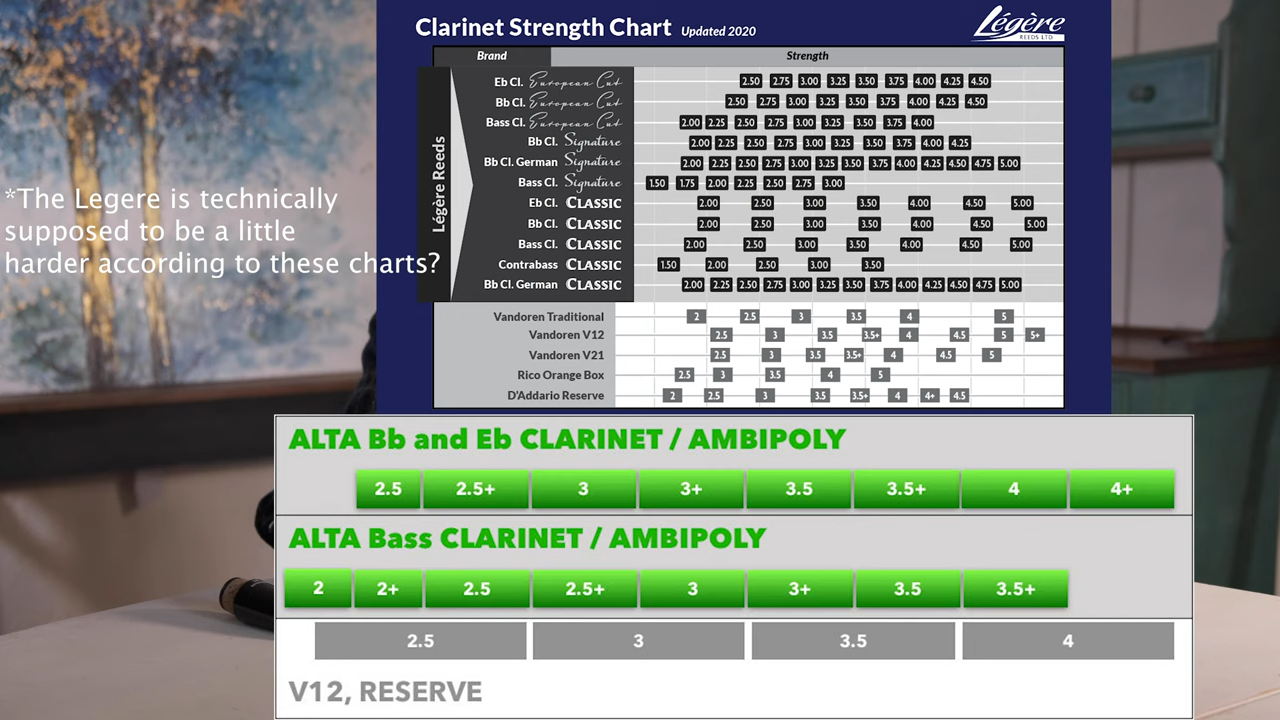 Clarinet Strength Chart Updated 2020
Légère
REEDS LTD
Brand Strength
Légère Reeds
Eb Cl. European Cut 2.50 2.75 3.00 3.25 3.50 3.75 4.00 4.25 4.50
Bb Cl. European Cut 2.50 2.75 3.00 3.25 3.50 3.75 4.00 4.25 4.50
Bass Cl. European Cut 2.00 2.25 2.50 2.75 3.00 3.25 3.50 3.75 4.00
Bb Cl. Signature 2.00 2.25 2.50 2.75 3.00 3.25 3.50 3.75 4.00 4.25
Bb Cl. German Signature 2.00 2.25 2.50 2.75 3.00 3.25 3.50 3.75 4.00 4.25 4.50 4.75 5.00
Bass Cl. Signature 1.50 1.75 2.00 2.25 2.50 2.75 3.00
Eb Cl. CLASSIC 2.00 2.50 3.00 3.50 4.00 4.50 5.00
Bb Cl. CLASSIC 2.00 2.50 3.00 3.50 4.00 4.50 5.00
Bass Cl. CLASSIC 2.00 2.50 3.00 3.50 4.00 4.50 5.00
Contrabass CLASSIC 1.50 2.00 2.50 3.00 3.50
Bb Cl. German CLASSIC 2.00 2.25 2.50 2.75 3.00 3.25 3.50 3.75 4.00 4.25 4.50 4.75 5.00
Vandoren Traditional 2 2.5 3 3.5 4 5
Vandoren V12 2.5 3 3.5 3.5+ 4 4.5 5 5+
Vandoren V21 2.5 3 3.5 3.5+ 4 4.5 5
Rico Orange Box 2.5 3 3.5 4 5
D'Addario Reserve 2 2.5 3 3.5 3.5+ 4 4+ 4.5
*The Legere is technically
supposed to be a little
harder according to these charts?
ALTA Bb and Eb CLARINET / AMBIPOLY
2.5 2.5+ 3 3+ 3.5 3.5+ 4 4+
ALTA Bass CLARINET / AMBIPOLY
2 2+ 2.5 2.5+ 3 3+ 3.5 3.5+
2.5 3 3.5 4
V12, RESERVE